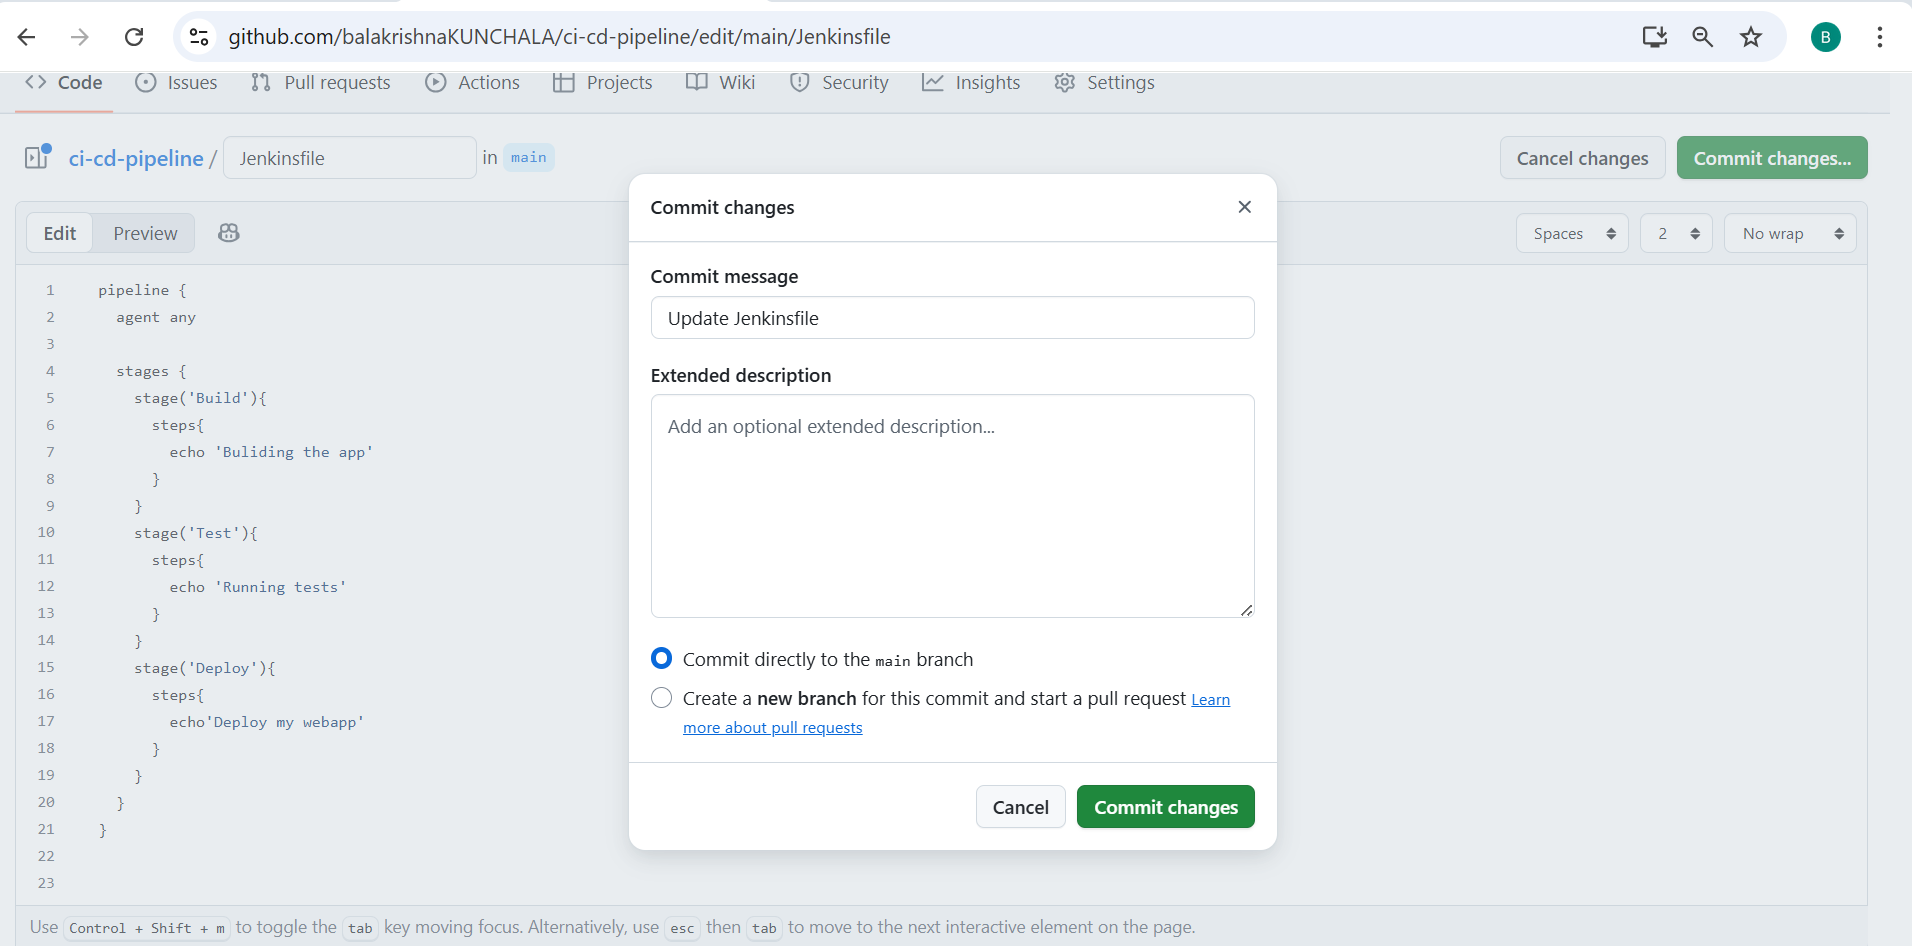 github.com/balakrishnaKUNCHALA/ci-cd-pipeline/edit/main/Jenkinsfile
B
Code Issues Pull requests Actions Projects Wiki Security Insights Settings
ci-cd-pipeline / Jenkinsfile in main
Cancel changes Commit changes...
Edit Preview
Spaces 2 No wrap
1 pipeline {
2 agent any
3
4 stages {
5 stage('Build'){
6 steps{
7 echo 'Buliding the app'
8 }
9 }
10 stage('Test'){
11 steps{
12 echo 'Running tests'
13 }
14 }
15 stage('Deploy'){
16 steps{
17 echo'Deploy my webapp'
18 }
19 }
20 }
21 }
22
23
Commit changes
Commit message
Update Jenkinsfile
Extended description
Add an optional extended description...
Commit directly to the main branch
Create a new branch for this commit and start a pull request Learn
more about pull requests
Cancel Commit changes
Use Control + Shift + m to toggle the tab key moving focus. Alternatively, use esc then tab to move to the next interactive element on the page.